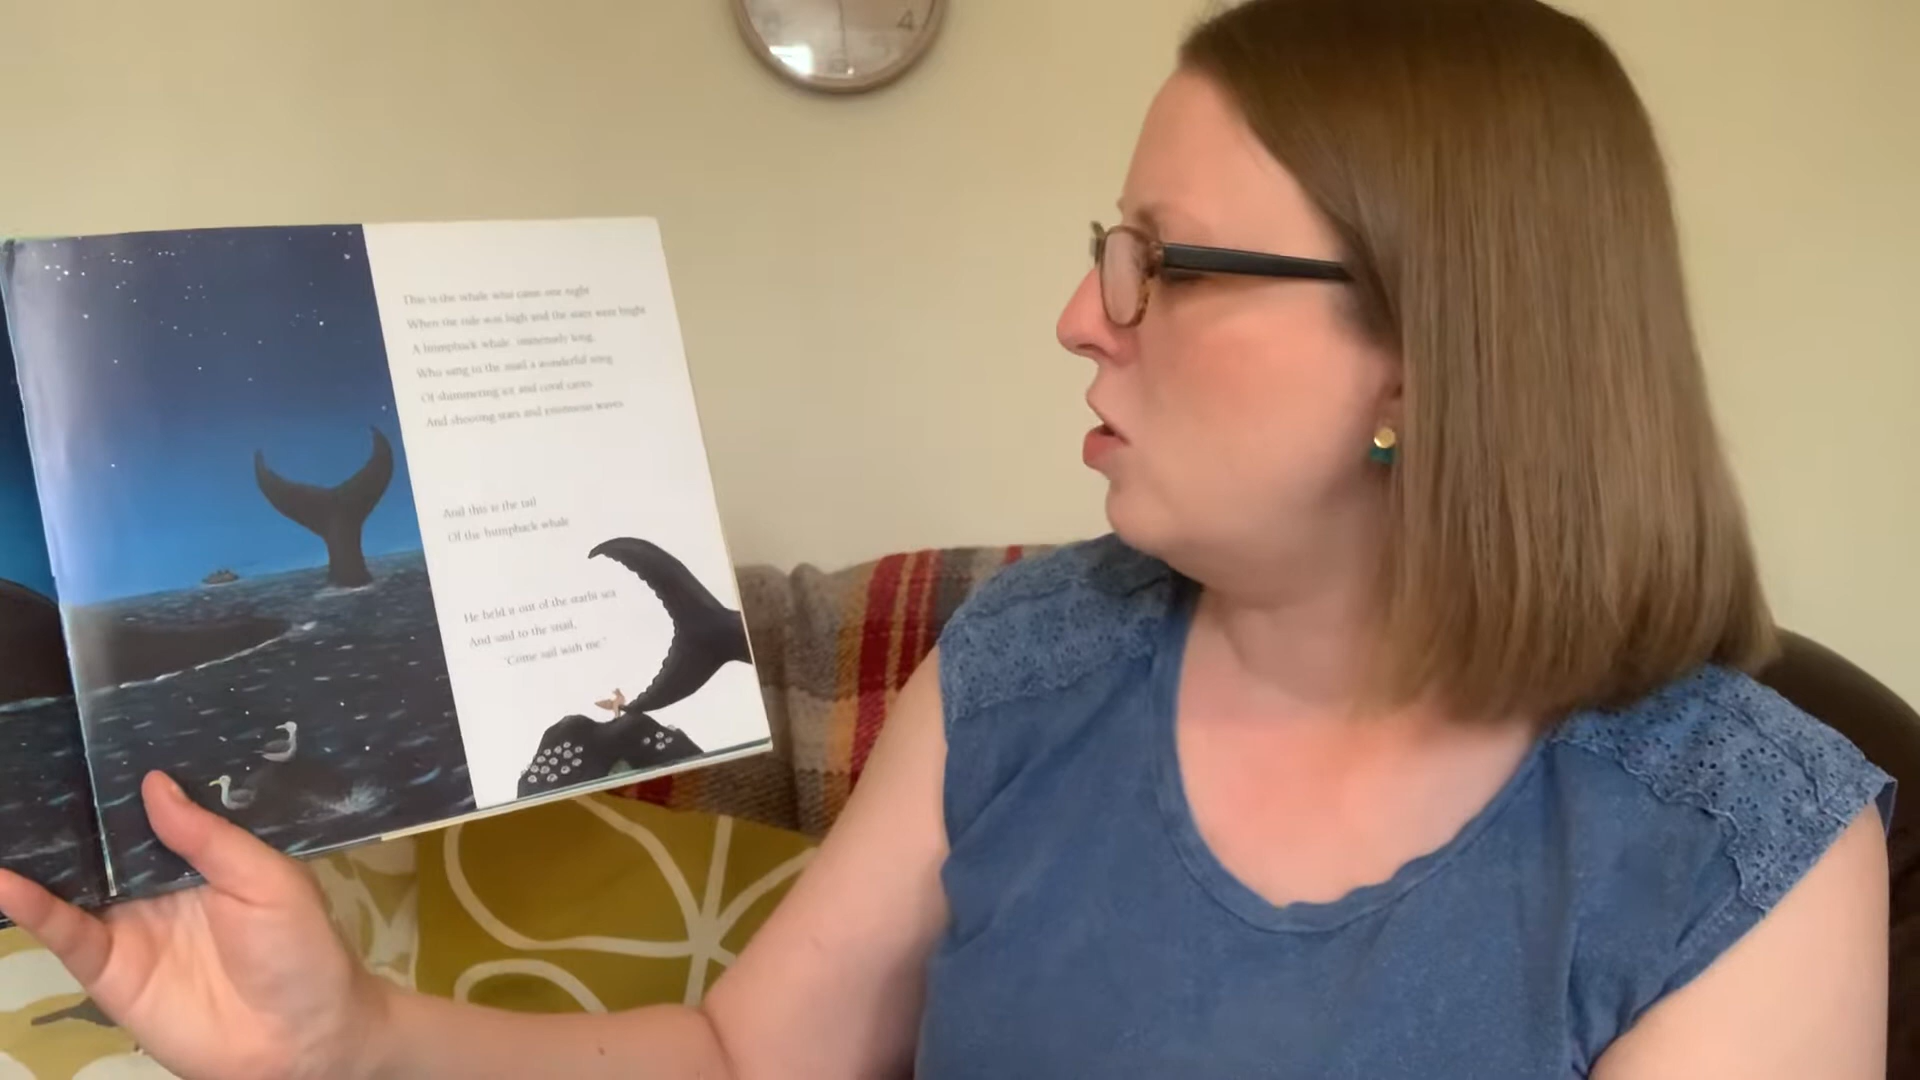 4
This is the whale who came one night
When the tide was high and the stars were bright
A humpback whale, immensely long,
Who sang to the snail a wonderful song
Of shimmering ice and coral caves
And shooting stars and enormous waves
And this is the tail
Of the humpback whale
He held it out of the starlit sea
And said to the snail,
"Come sail with me."